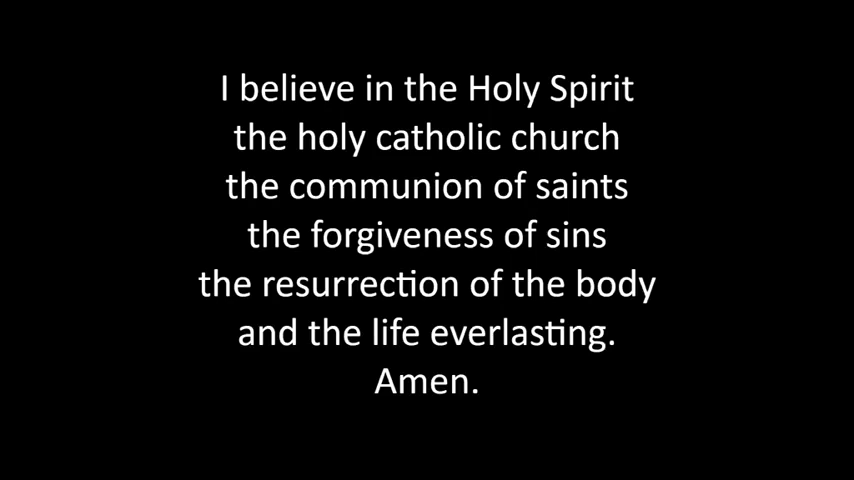 I believe in the Holy Spirit
the holy catholic church
the communion of saints
the forgiveness of sins
the resurrection of the body
and the life everlasting.
Amen.